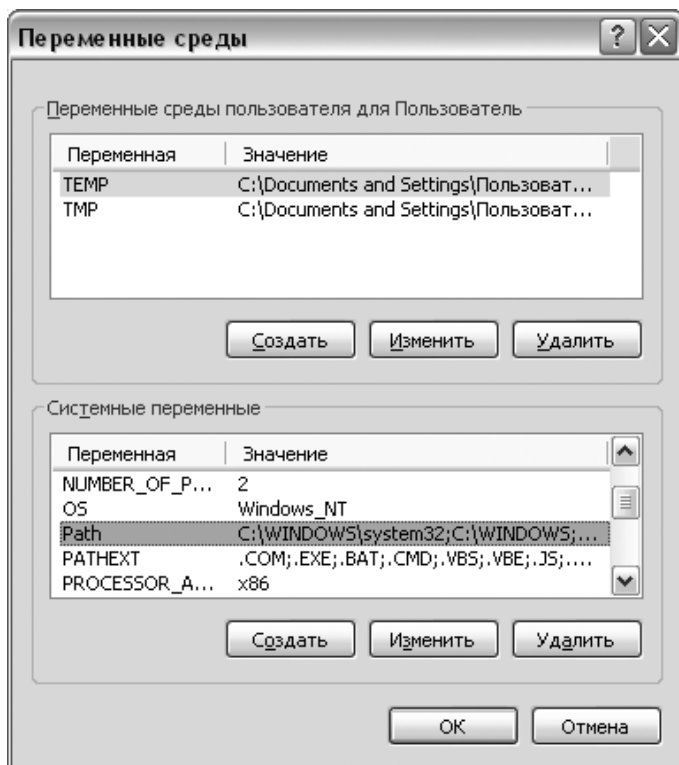 Переменные среды
Переменные среды пользователя для Пользователь
Переменная Значение
TEMP C:\Documents and Settings\Пользоват...
TMP C:\Documents and Settings\Пользоват...
Создать Изменить Удалить
Системные переменные
Переменная Значение
NUMBER_OF_P... 2
OS Windows_NT
Path C:\WINDOWS\system32;C:\WINDOWS;...
PATHEXT .COM;.EXE;.BAT;.CMD;.VBS;.VBE;.JS;....
PROCESSOR_A... x86
Создать Изменить Удалить
ОК Отмена